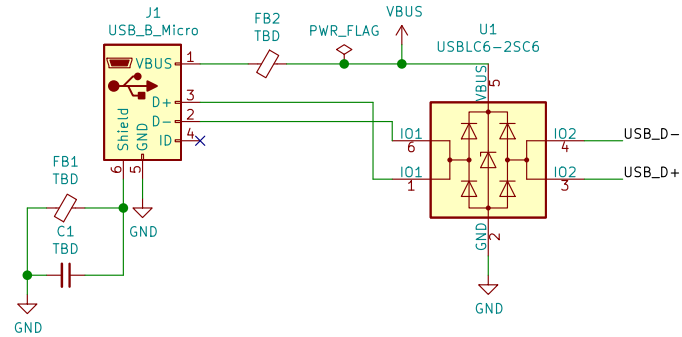 J1
USB_B_Micro
FB2
TBD
PWR_FLAG
VBUS
U1
USBLC6-2SC6
VBUS
1
D+
3
D-
2
ID
4
Shield
6
GND
5
VBUS
5
IO1
6
IO1
1
IO2
4
IO2
3
USB_D-
USB_D+
GND
2
FB1
TBD
C1
TBD
GND
GND
GND